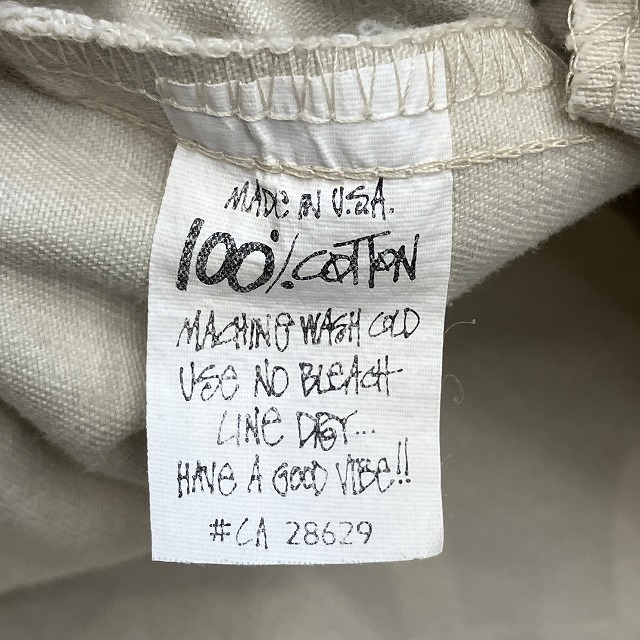 MADE IN U.S.A.
100% COTTON
MACHINE WASH COLD
USE NO BLEACH
LINE DRY...
HAVE A GOOD VIBE!!
#CA 28629